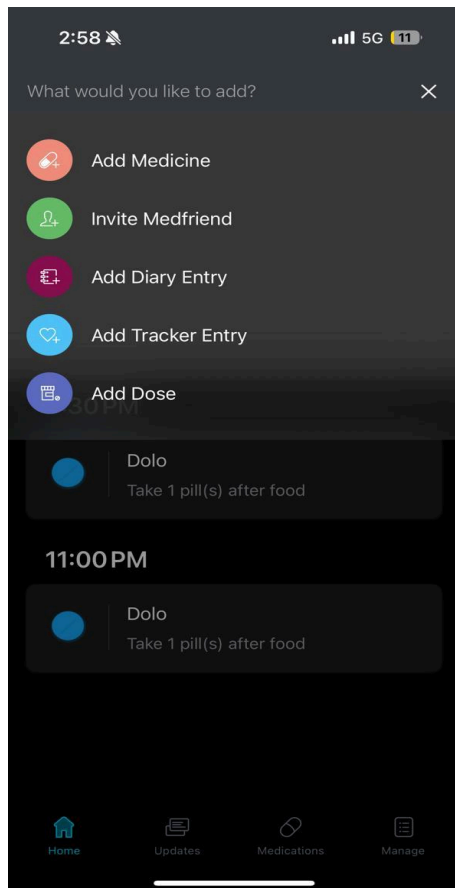 2:58
5G 11
What would you like to add?
Add Medicine
Invite Medfriend
Add Diary Entry
Add Tracker Entry
Add Dose
30 PM
Dolo
Take 1 pill(s) after food
11:00 PM
Dolo
Take 1 pill(s) after food
Home Updates Medications Manage